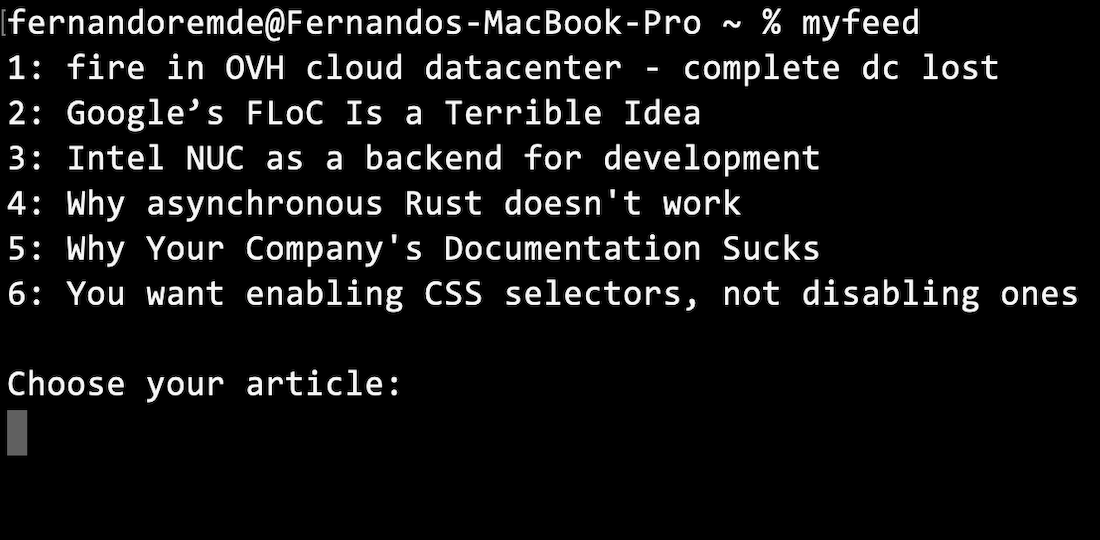 [fernandoremde@Fernandos-MacBook-Pro ~ % myfeed
1: fire in OVH cloud datacenter - complete dc lost
2: Google’s FLoC Is a Terrible Idea
3: Intel NUC as a backend for development
4: Why asynchronous Rust doesn't work
5: Why Your Company's Documentation Sucks
6: You want enabling CSS selectors, not disabling ones
Choose your article: